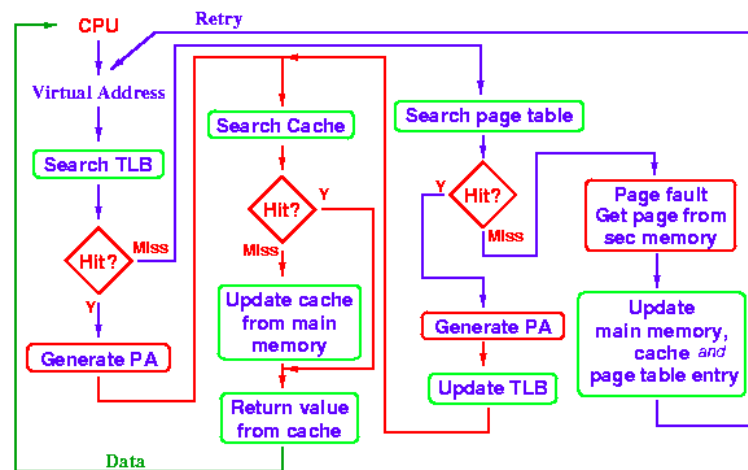 CPU
Retry
Virtual Address
Search TLB
Hit?
MIss
Y
Generate PA
Search Cache
Hit?
Y
MIss
Update cache
from main
memory
Return value
from cache
Data
Search page table
Hit?
Y
MIss
Generate PA
Update TLB
Page fault
Get page from
sec memory
Update
main memory,
cache and
page table entry